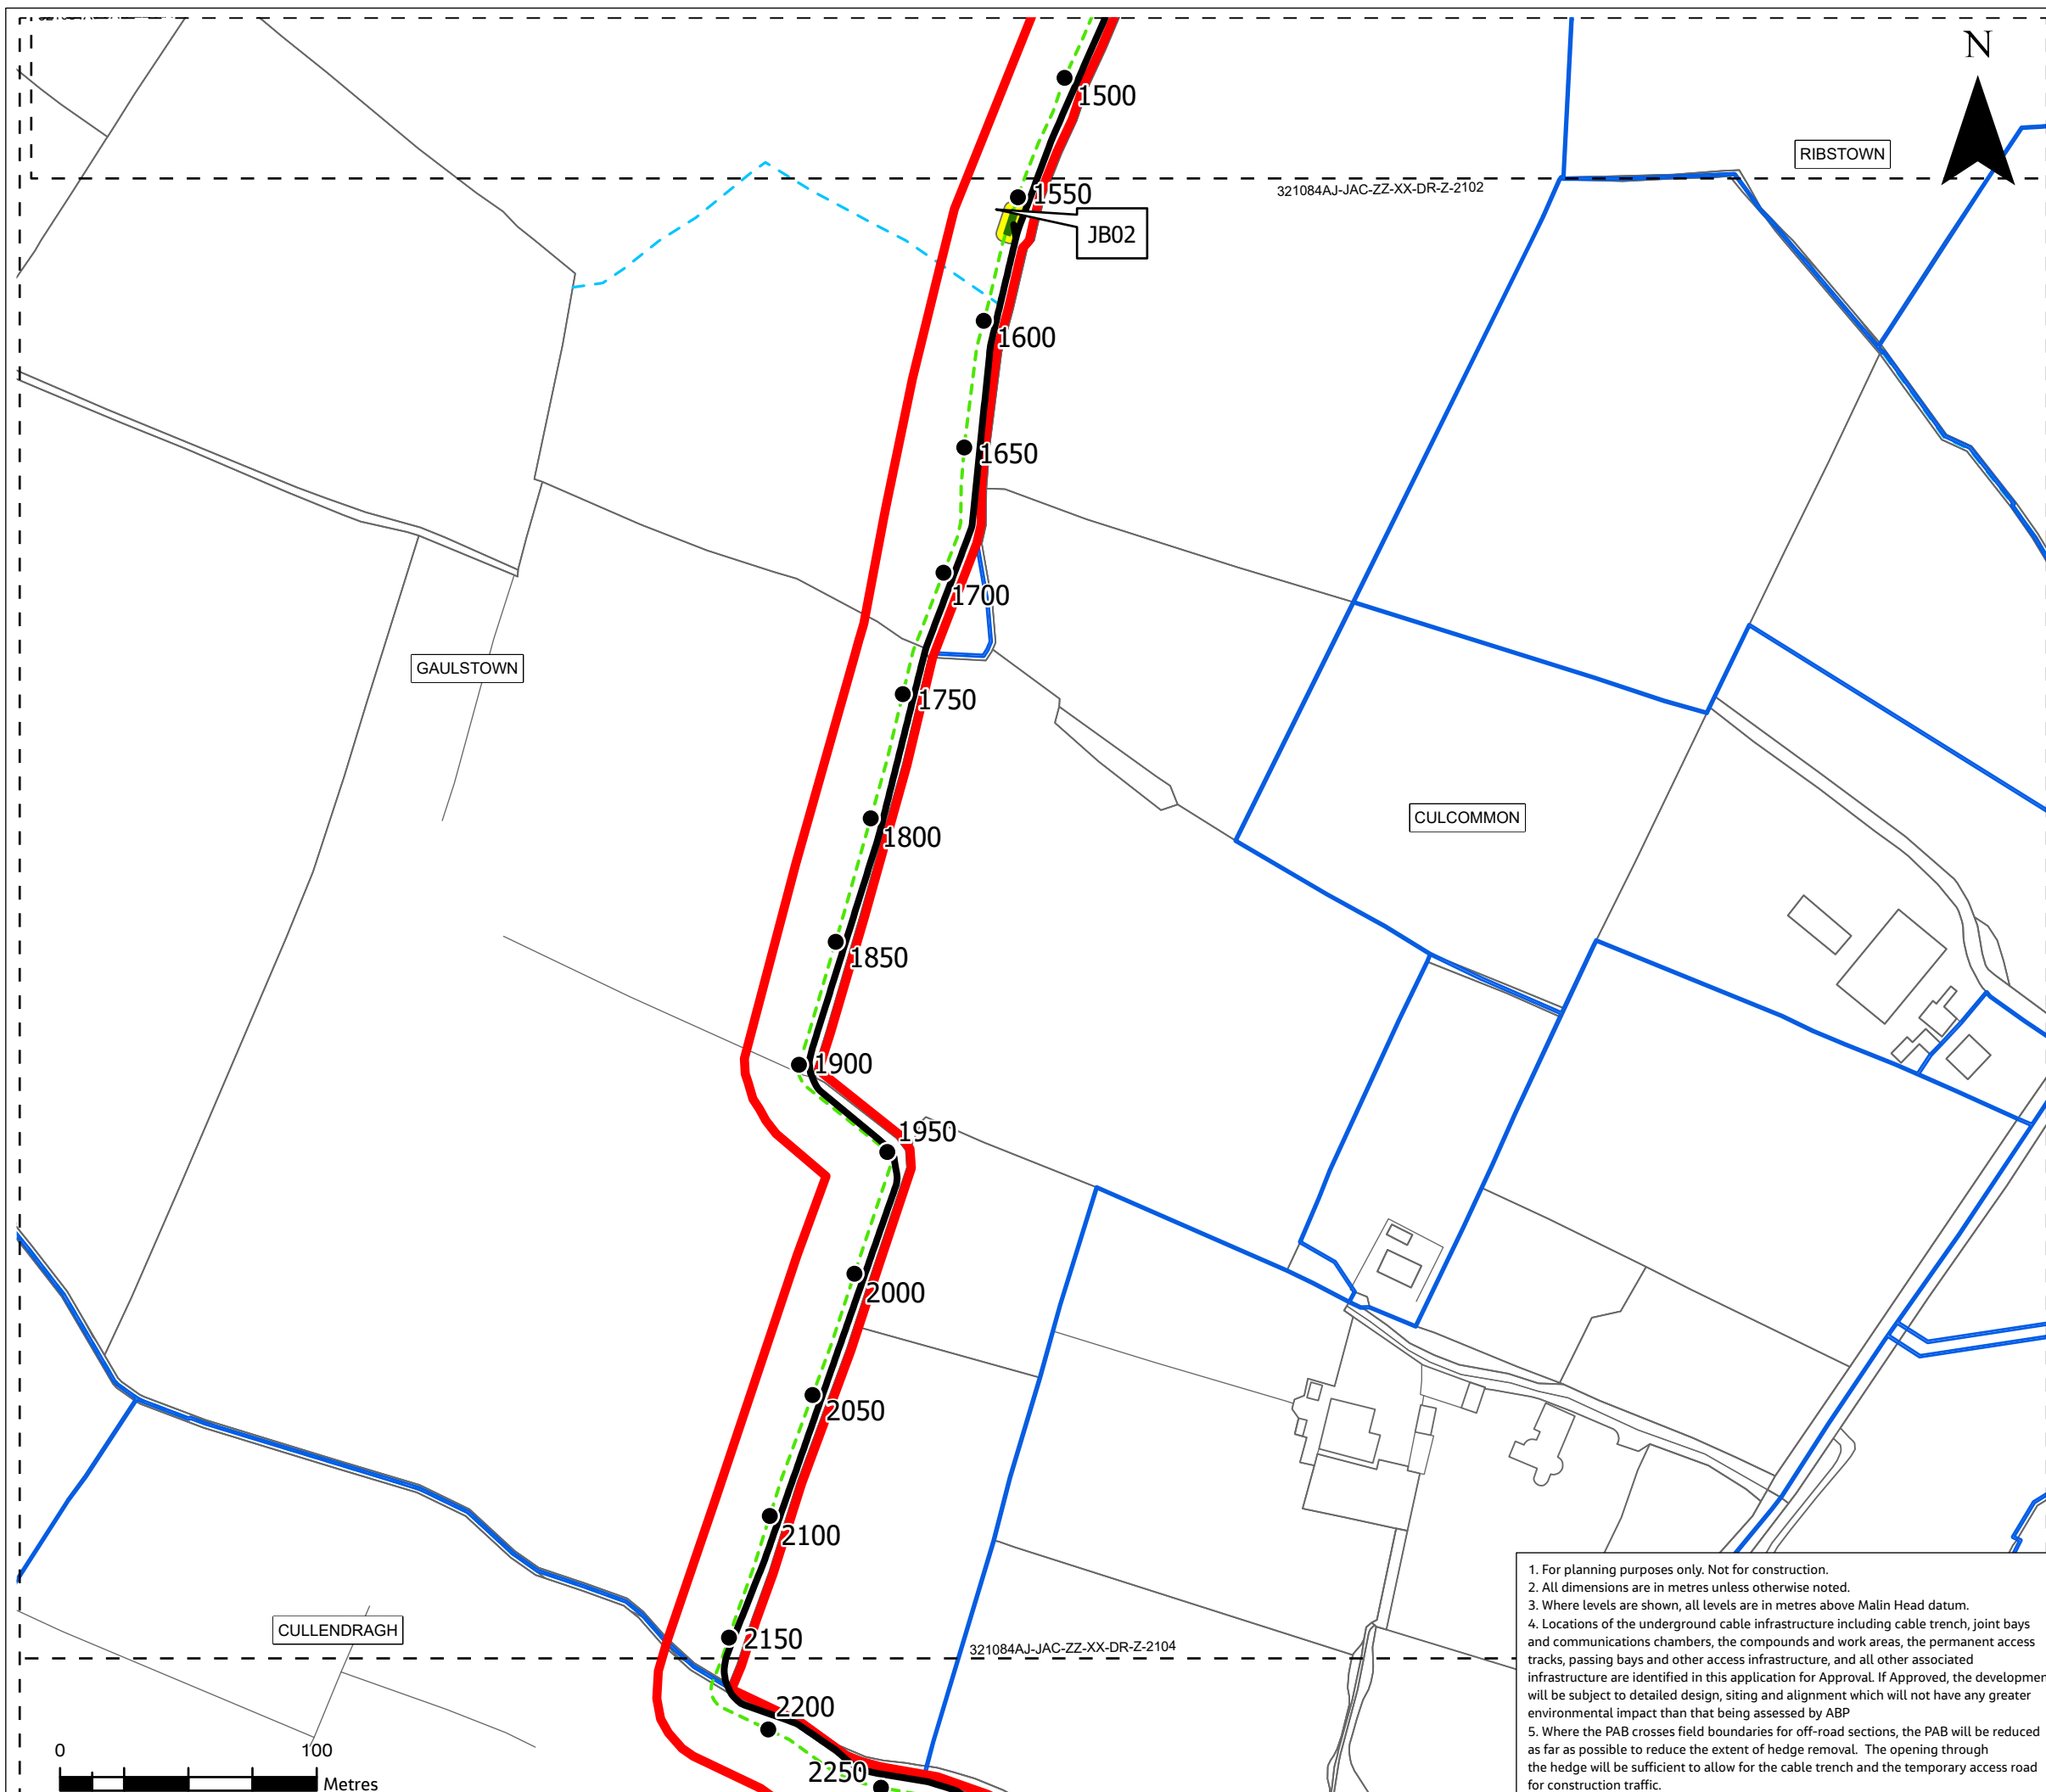 N
1500
RIBSTOWN
321084AJ-JAC-ZZ-XX-DR-Z-2102
1550
JB02
1600
1650
1700
GAULSTOWN
1750
CULCOMMON
1800
1850
1900
1950
2000
2050
2100
CULLENDRAGH
2150
321084AJ-JAC-ZZ-XX-DR-Z-2104
2200
2250
0 100
Metres
1. For planning purposes only. Not for construction.
2. All dimensions are in metres unless otherwise noted.
3. Where levels are shown, all levels are in metres above Malin Head datum.
4. Locations of the underground cable infrastructure including cable trench, joint bays
and communications chambers, the compounds and work areas, the permanent access
tracks, passing bays and other access infrastructure, and all other associated
infrastructure are identified in this application for Approval. If Approved, the developmen
will be subject to detailed design, siting and alignment which will not have any greater
environmental impact than that being assessed by ABP
5. Where the PAB crosses field boundaries for off-road sections, the PAB will be reduced
as far as possible to reduce the extent of hedge removal. The opening through
the hedge will be sufficient to allow for the cable trench and the temporary access road
for construction traffic.